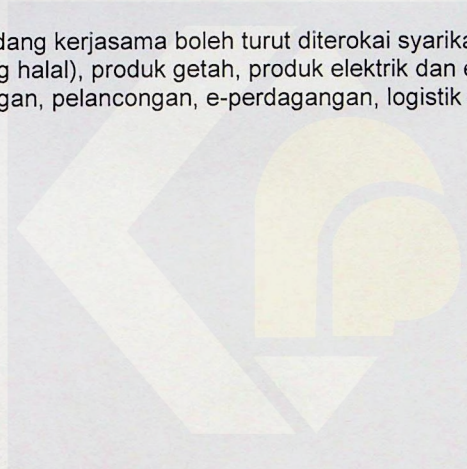 dang kerjasama boleh turut diterokai syarika
g halal), produk getah, produk elektrik dan e
gan, pelancongan, e-perdagangan, logistik